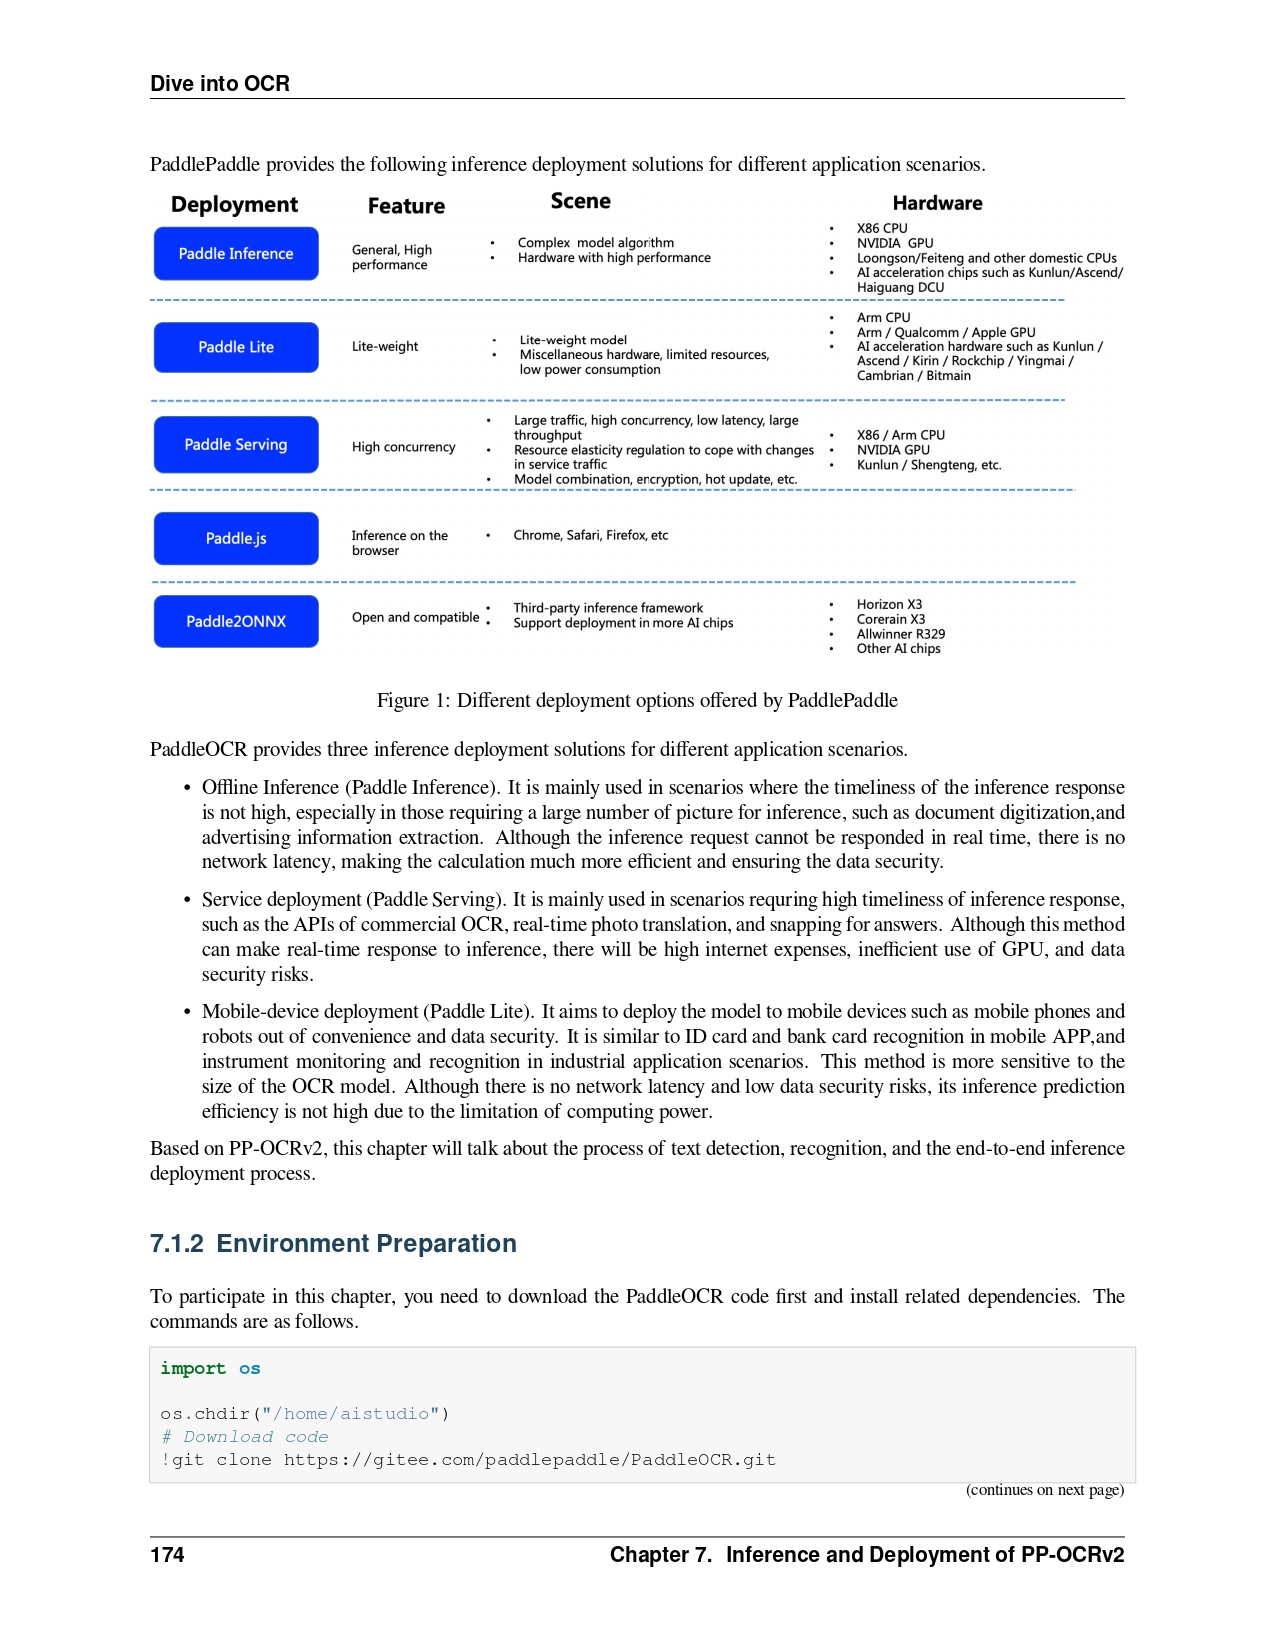 Dive into OCR
PaddlePaddle provides the following inference deployment solutions for different application scenarios.
Deployment
Feature
Scene
Hardware
Paddle Inference
General, High
performance
• Complex model algorithm
• Hardware with high performance
• X86 CPU
• NVIDIA GPU
• Loongson/Feiteng and other domestic CPUs
• AI acceleration chips such as Kunlun/Ascend/
Haiguang DCU
Paddle Lite
Lite-weight
• Lite-weight model
• Miscellaneous hardware, limited resources,
low power consumption
• Arm CPU
• Arm / Qualcomm / Apple GPU
• AI acceleration hardware such as Kunlun /
Ascend / Kirin / Rockchip / Yingmai /
Cambrian / Bitmain
Paddle Serving
High concurrency
• Large traffic, high concurrency, low latency, large
throughput
• Resource elasticity regulation to cope with changes
in service traffic
• Model combination, encryption, hot update, etc.
• X86 / Arm CPU
• NVIDIA GPU
• Kunlun / Shengteng, etc.
Paddle.js
Inference on the
browser
• Chrome, Safari, Firefox, etc
Paddle2ONNX
Open and compatible
• Third-party inference framework
• Support deployment in more AI chips
• Horizon X3
• Corerain X3
• Allwinner R329
• Other AI chips
Figure 1: Different deployment options offered by PaddlePaddle
PaddleOCR provides three inference deployment solutions for different application scenarios.
• Offline Inference (Paddle Inference). It is mainly used in scenarios where the timeliness of the inference response
is not high, especially in those requiring a large number of picture for inference, such as document digitization,and
advertising information extraction. Although the inference request cannot be responded in real time, there is no
network latency, making the calculation much more efficient and ensuring the data security.
• Service deployment (Paddle Serving). It is mainly used in scenarios requring high timeliness of inference response,
such as the APIs of commercial OCR, real-time photo translation, and snapping for answers. Although this method
can make real-time response to inference, there will be high internet expenses, inefficient use of GPU, and data
security risks.
• Mobile-device deployment (Paddle Lite). It aims to deploy the model to mobile devices such as mobile phones and
robots out of convenience and data security. It is similar to ID card and bank card recognition in mobile APP,and
instrument monitoring and recognition in industrial application scenarios. This method is more sensitive to the
size of the OCR model. Although there is no network latency and low data security risks, its inference prediction
efficiency is not high due to the limitation of computing power.
Based on PP-OCRv2, this chapter will talk about the process of text detection, recognition, and the end-to-end inference
deployment process.
7.1.2 Environment Preparation
To participate in this chapter, you need to download the PaddleOCR code first and install related dependencies. The
commands are as follows.
import os
os.chdir("/home/aistudio")
# Download code
!git clone https://gitee.com/paddlepaddle/PaddleOCR.git
(continues on next page)
174
Chapter 7. Inference and Deployment of PP-OCRv2